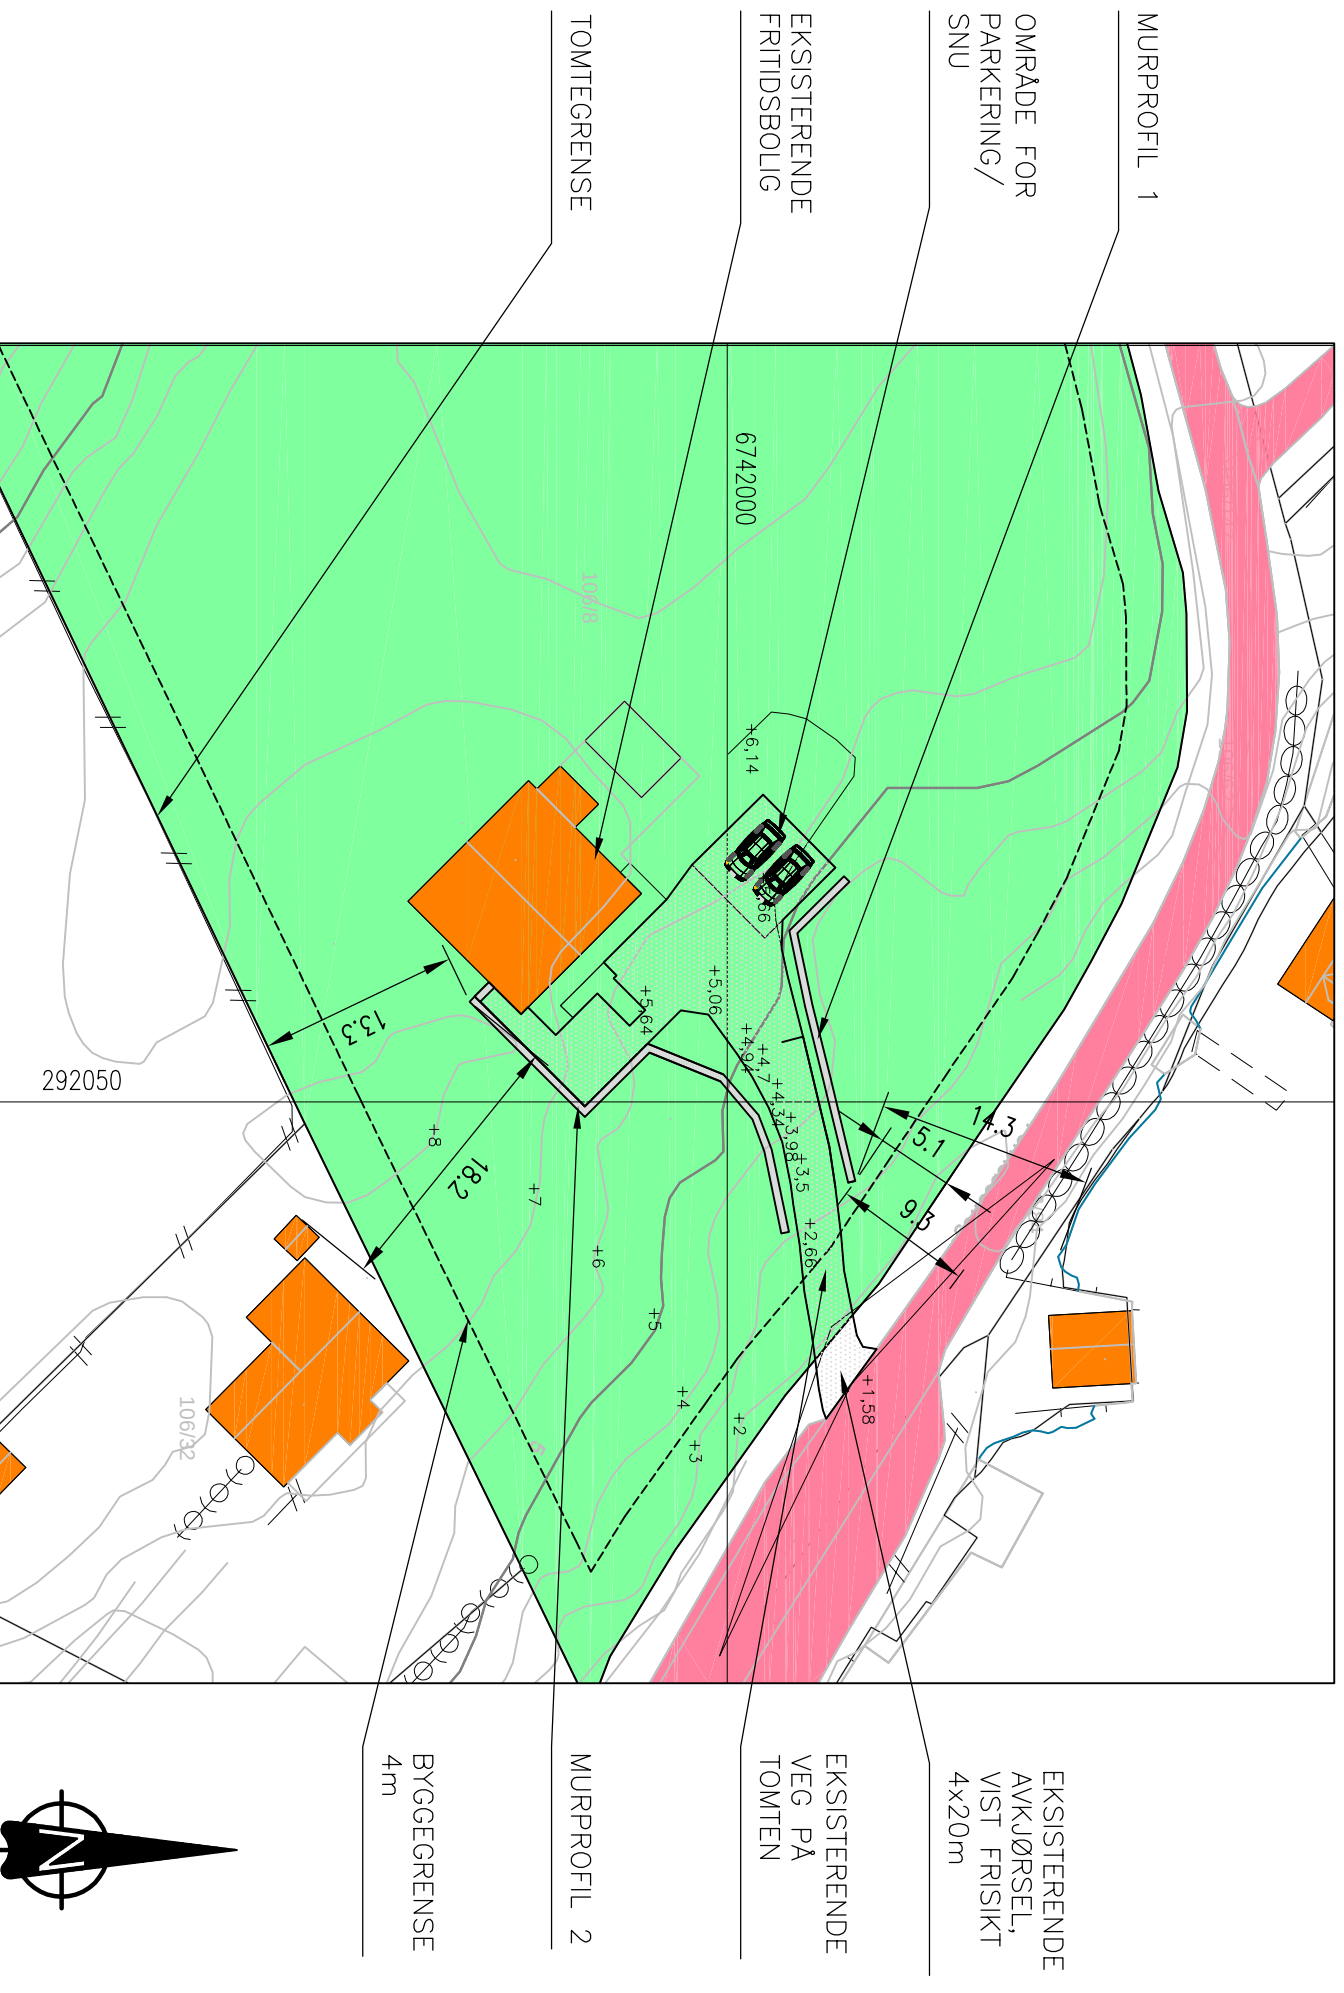 MURPROFIL 1
OMRÅDE FOR
PARKERING/
SNU
EKSISTERENDE
FRITIDSBOLIG
TOMTEGRENSE
6742000
292050
106/8
106/32
+6,14
+5,06
+5,64
+4,94
+4,7
+4,34
+3,98
+3,5
+2,66
+1,58
14.3
5.1
9.3
13.3
18.2
+8
+7
+6
+5
+4
+3
+2
EKSISTERENDE
AVKJØRSEL,
VIST FRISIKT
4x20m
EKSISTERENDE
VEG PÅ
TOMTEN
MURPROFIL 2
BYGGEGRENSE
4m
N